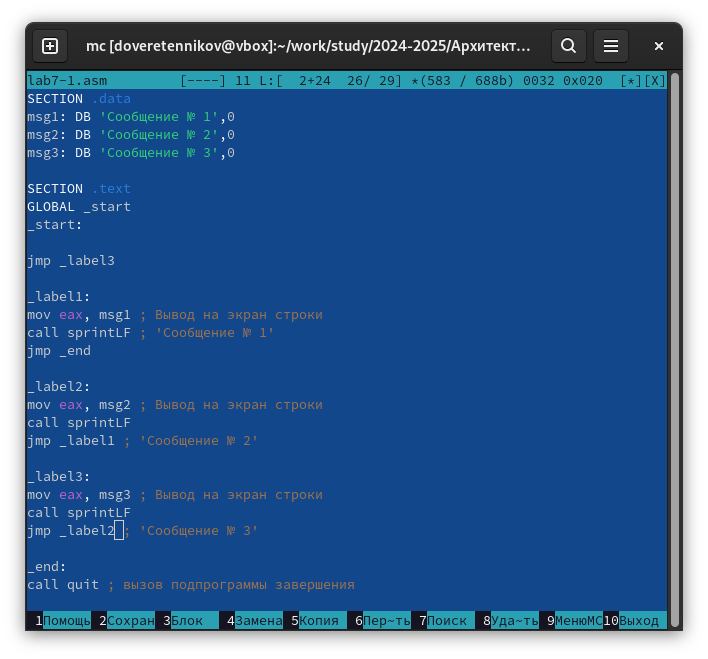 mc [doveretennikov@vbox]:~/work/study/2024-2025/Архитект...
lab7-1.asm [----] 11 L:[ 2+24 26/ 29] *(583 / 688b) 0032 0x020 [*][X]
SECTION .data
msg1: DB 'Сообщение № 1',0
msg2: DB 'Сообщение № 2',0
msg3: DB 'Сообщение № 3',0
SECTION .text
GLOBAL _start
_start:
jmp _label3
_label1:
mov eax, msg1 ; Вывод на экран строки
call sprintLF ; 'Сообщение № 1'
jmp _end
_label2:
mov eax, msg2 ; Вывод на экран строки
call sprintLF
jmp _label1 ; 'Сообщение № 2'
_label3:
mov eax, msg3 ; Вывод на экран строки
call sprintLF
jmp _label2 ; 'Сообщение № 3'
_end:
call quit ; вызов подпрограммы завершения
1Помощь 2Сохран 3Блок 4Замена 5Копия 6Пер~ть 7Поиск 8Уда~ть 9МенюMC 10Выход